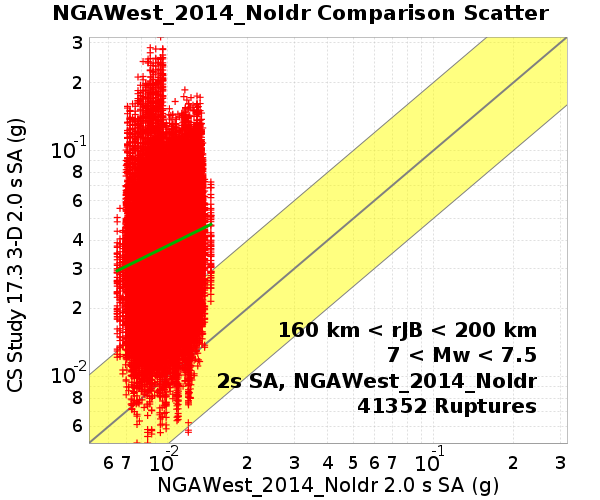 NGAWest_2014_NoIdr Comparison Scatter
CS Study 17.3 3-D 2.0 s SA (g)
3
2
10-1
8
6
4
3
2
10-2
8
6
160 km < rJB < 200 km
7 < Mw < 7.5
2s SA, NGAWest_2014_NoIdr
41352 Ruptures
6 7 10-2 2 3 4 5 6 7 10-1 2 3
NGAWest_2014_NoIdr 2.0 s SA (g)